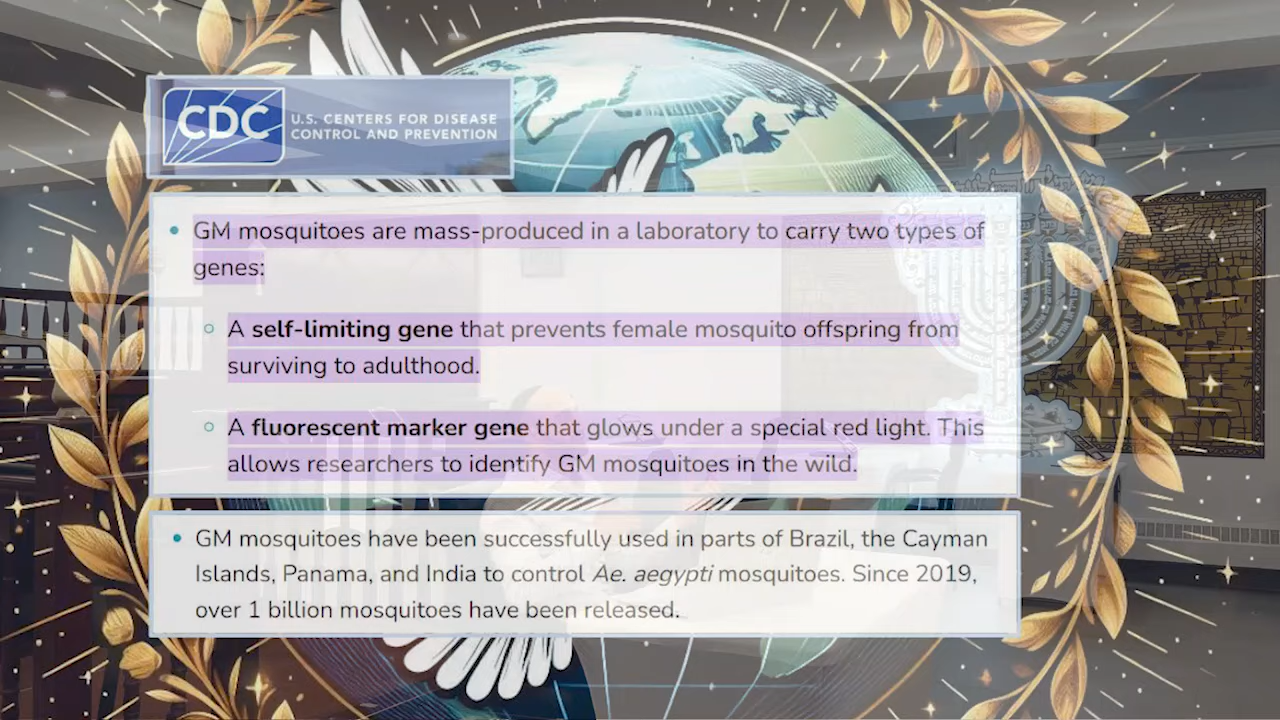 CDC
U.S. CENTERS FOR DISEASE
CONTROL AND PREVENTION
GM mosquitoes are mass-produced in a laboratory to carry two types of
genes:
A self-limiting gene that prevents female mosquito offspring from
surviving to adulthood.
A fluorescent marker gene that glows under a special red light. This
allows researchers to identify GM mosquitoes in the wild.
GM mosquitoes have been successfully used in parts of Brazil, the Cayman
Islands, Panama, and India to control Ae. aegypti mosquitoes. Since 2019,
over 1 billion mosquitoes have been released.